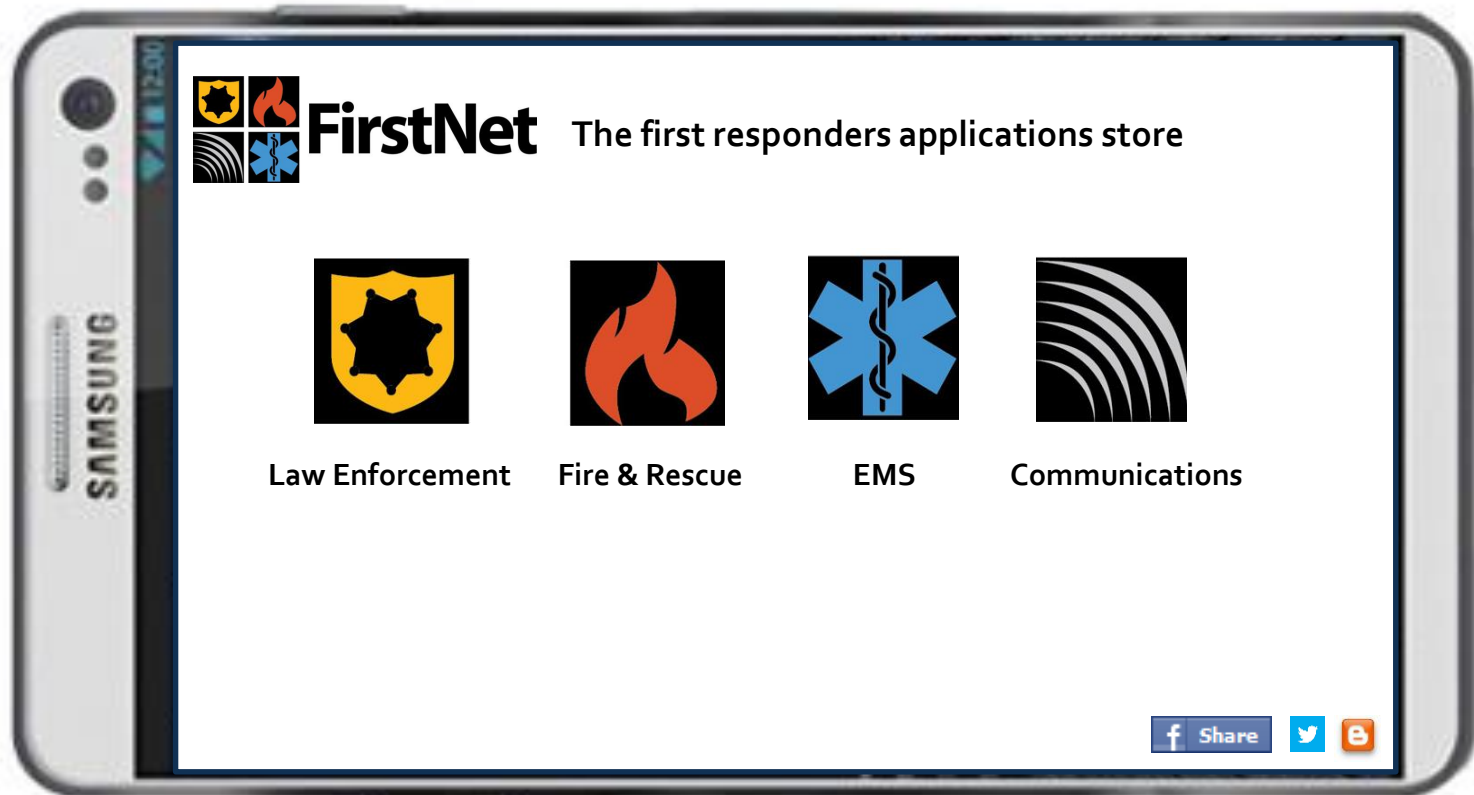 12:00
SAMSUNG
FirstNet The first responders applications store
Law Enforcement Fire & Rescue EMS Communications
f Share